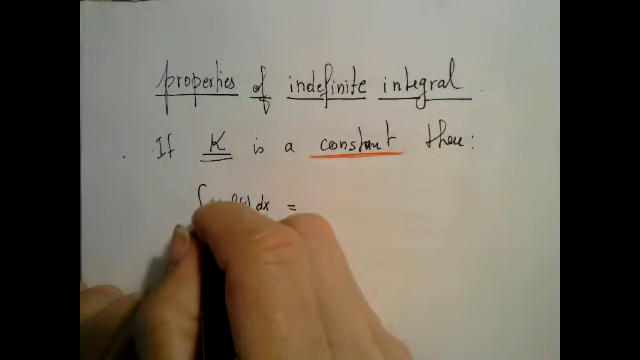 properties of indefinite integral
If K is a constant then:
∫ dx =